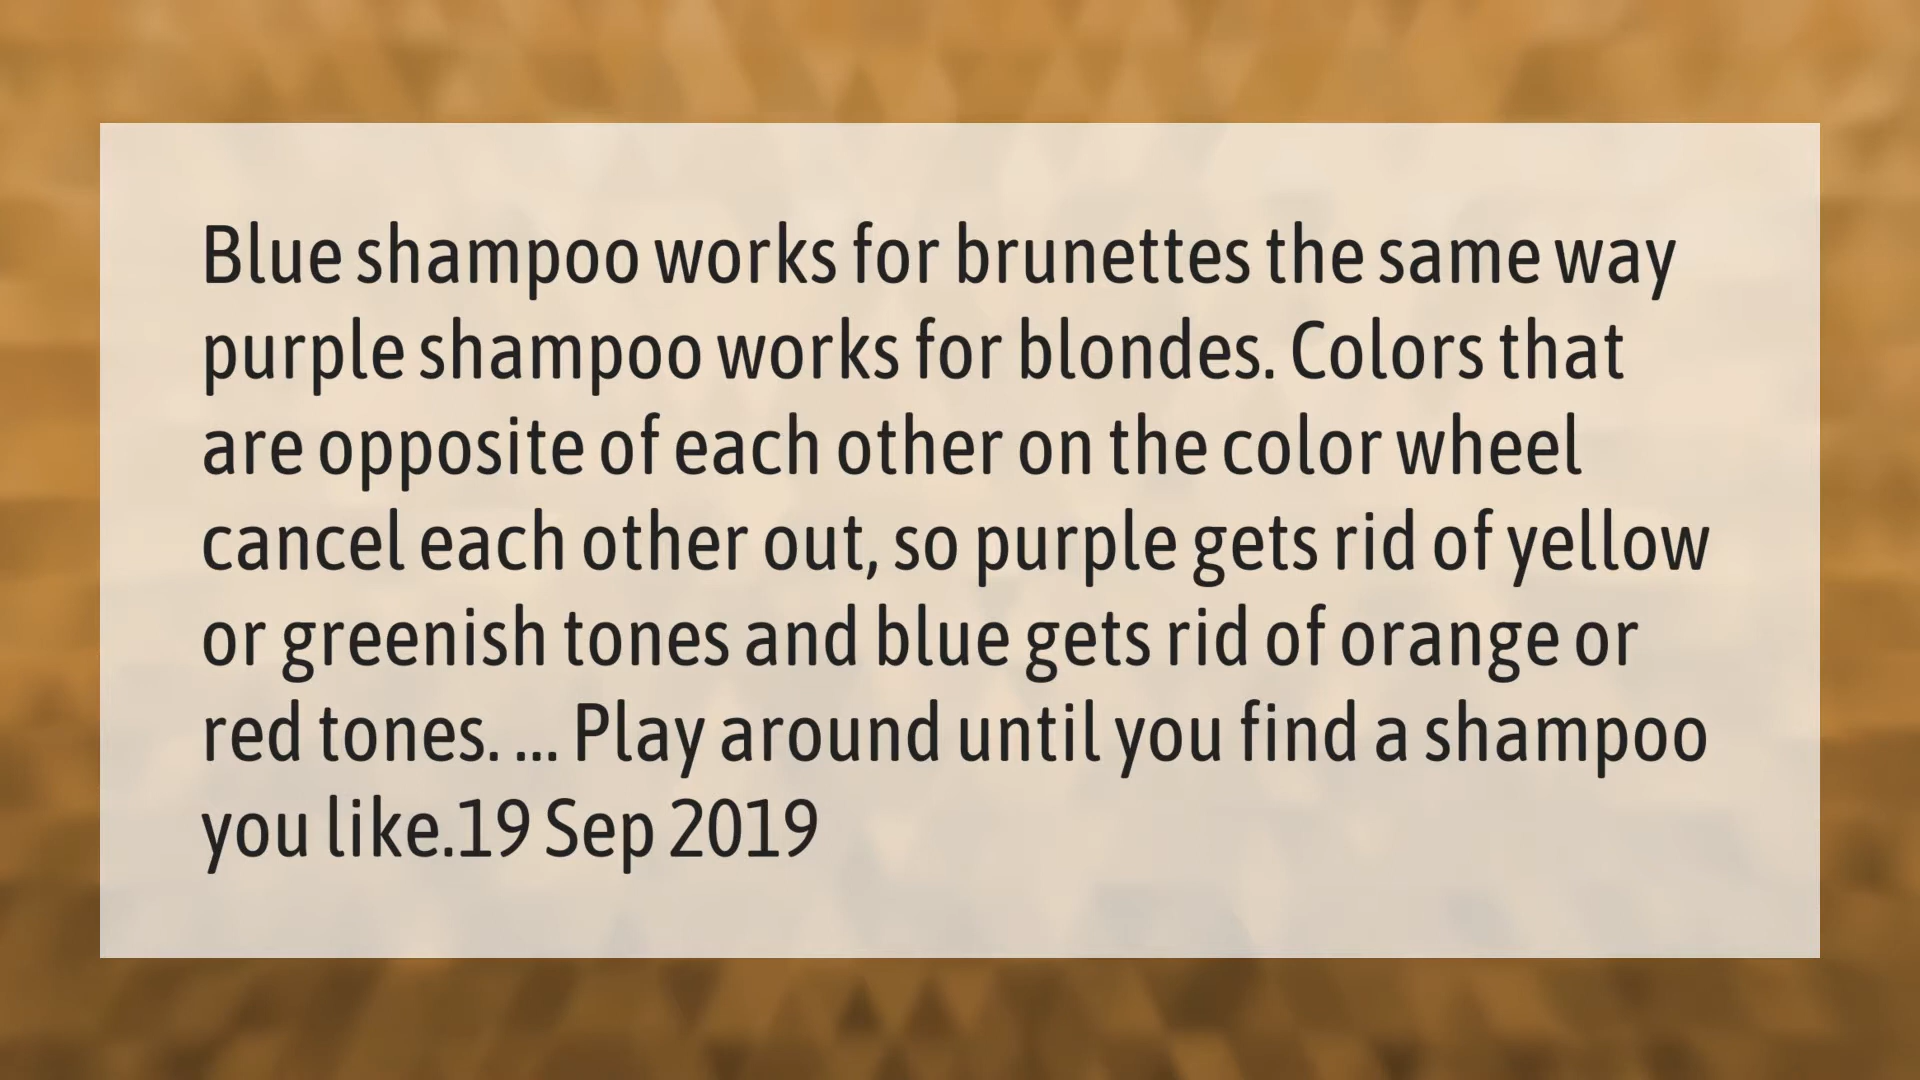 Blue shampoo works for brunettes the same way
purple shampoo works for blondes. Colors that
are opposite of each other on the color wheel
cancel each other out, so purple gets rid of yellow
or greenish tones and blue gets rid of orange or
red tones. ... Play around until you find a shampoo
you like.19 Sep 2019